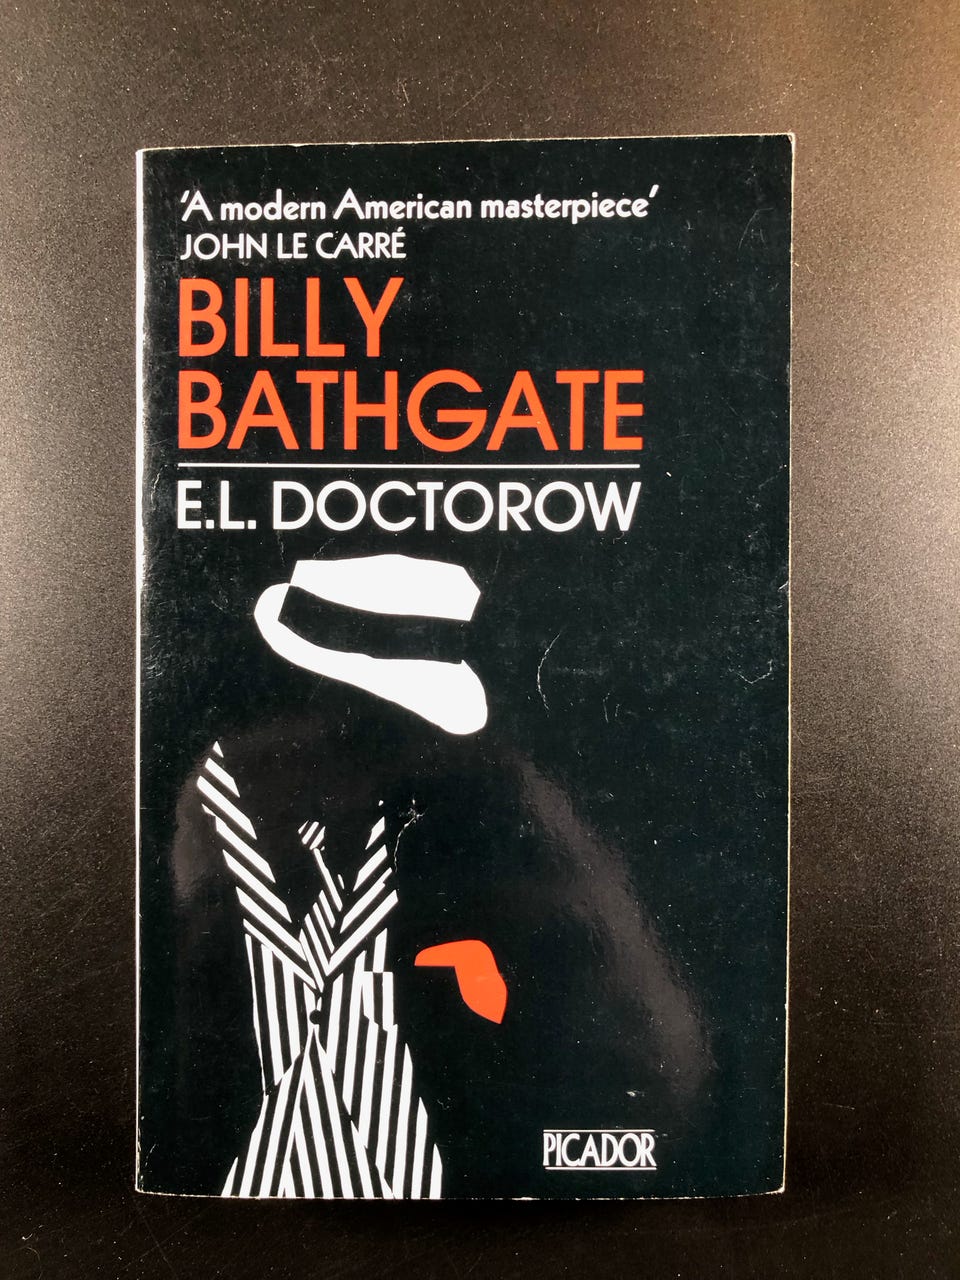 ‘A modern American masterpiece’
JOHN LE CARRÉ
BILLY
BATHGATE
E.L. DOCTOROW
PICADOR